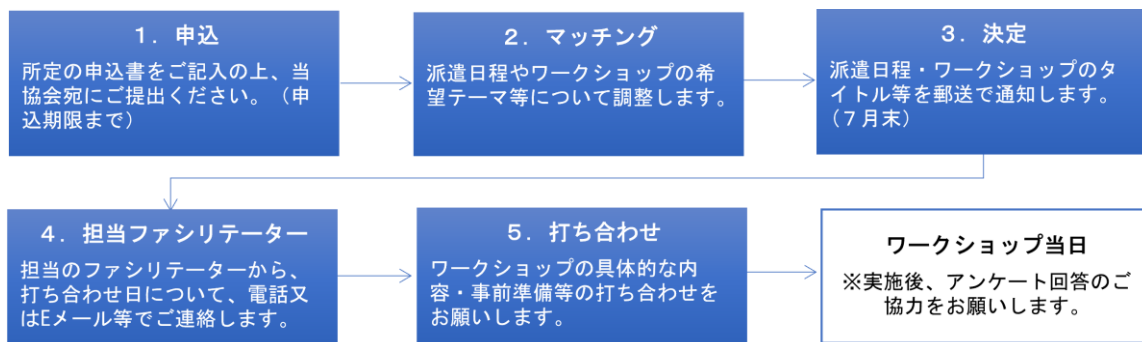 １．申込
所定の申込書をご記入の上、当
協会宛にご提出ください。（申
込期限まで）
２．マッチング
派遣日程やワークショップの希
望テーマ等について調整します。
３．決定
派遣日程・ワークショップのタ
イトル等を郵送で通知します。
（７月末）
４．担当ファシリテーター
担当のファシリテーターから、
打ち合わせ日について、電話又
はEメール等でご連絡します。
５．打ち合わせ
ワークショップの具体的な内
容・事前準備等の打ち合わせを
お願いします。
ワークショップ当日
※実施後、アンケート回答のご
協力をお願いします。